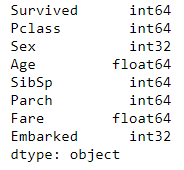 Survived int64
Pclass int64
Sex int32
Age float64
SibSp int64
Parch int64
Fare float64
Embarked int32
dtype: object